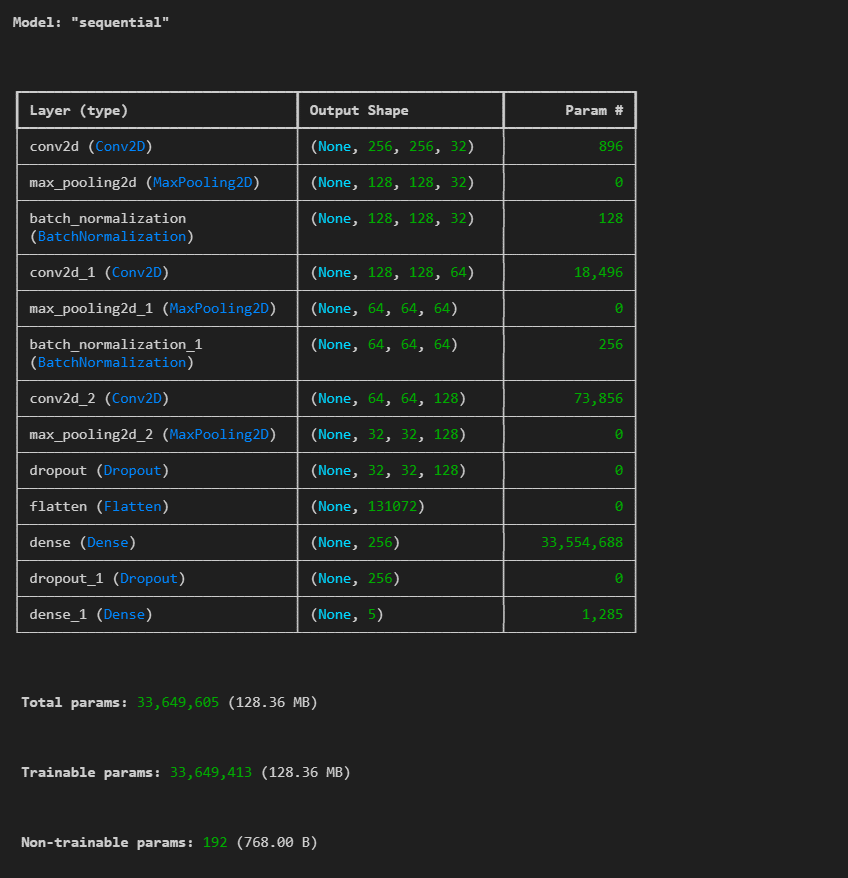 Model: "sequential"
Layer (type) Output Shape Param #
conv2d (Conv2D) (None, 256, 256, 32) 896
max_pooling2d (MaxPooling2D) (None, 128, 128, 32) 0
batch_normalization (None, 128, 128, 32) 128
(BatchNormalization)
conv2d_1 (Conv2D) (None, 128, 128, 64) 18,496
max_pooling2d_1 (MaxPooling2D) (None, 64, 64, 64) 0
batch_normalization_1 (None, 64, 64, 64) 256
(BatchNormalization)
conv2d_2 (Conv2D) (None, 64, 64, 128) 73,856
max_pooling2d_2 (MaxPooling2D) (None, 32, 32, 128) 0
dropout (Dropout) (None, 32, 32, 128) 0
flatten (Flatten) (None, 131072) 0
dense (Dense) (None, 256) 33,554,688
dropout_1 (Dropout) (None, 256) 0
dense_1 (Dense) (None, 5) 1,285
Total params: 33,649,605 (128.36 MB)
Trainable params: 33,649,413 (128.36 MB)
Non-trainable params: 192 (768.00 B)